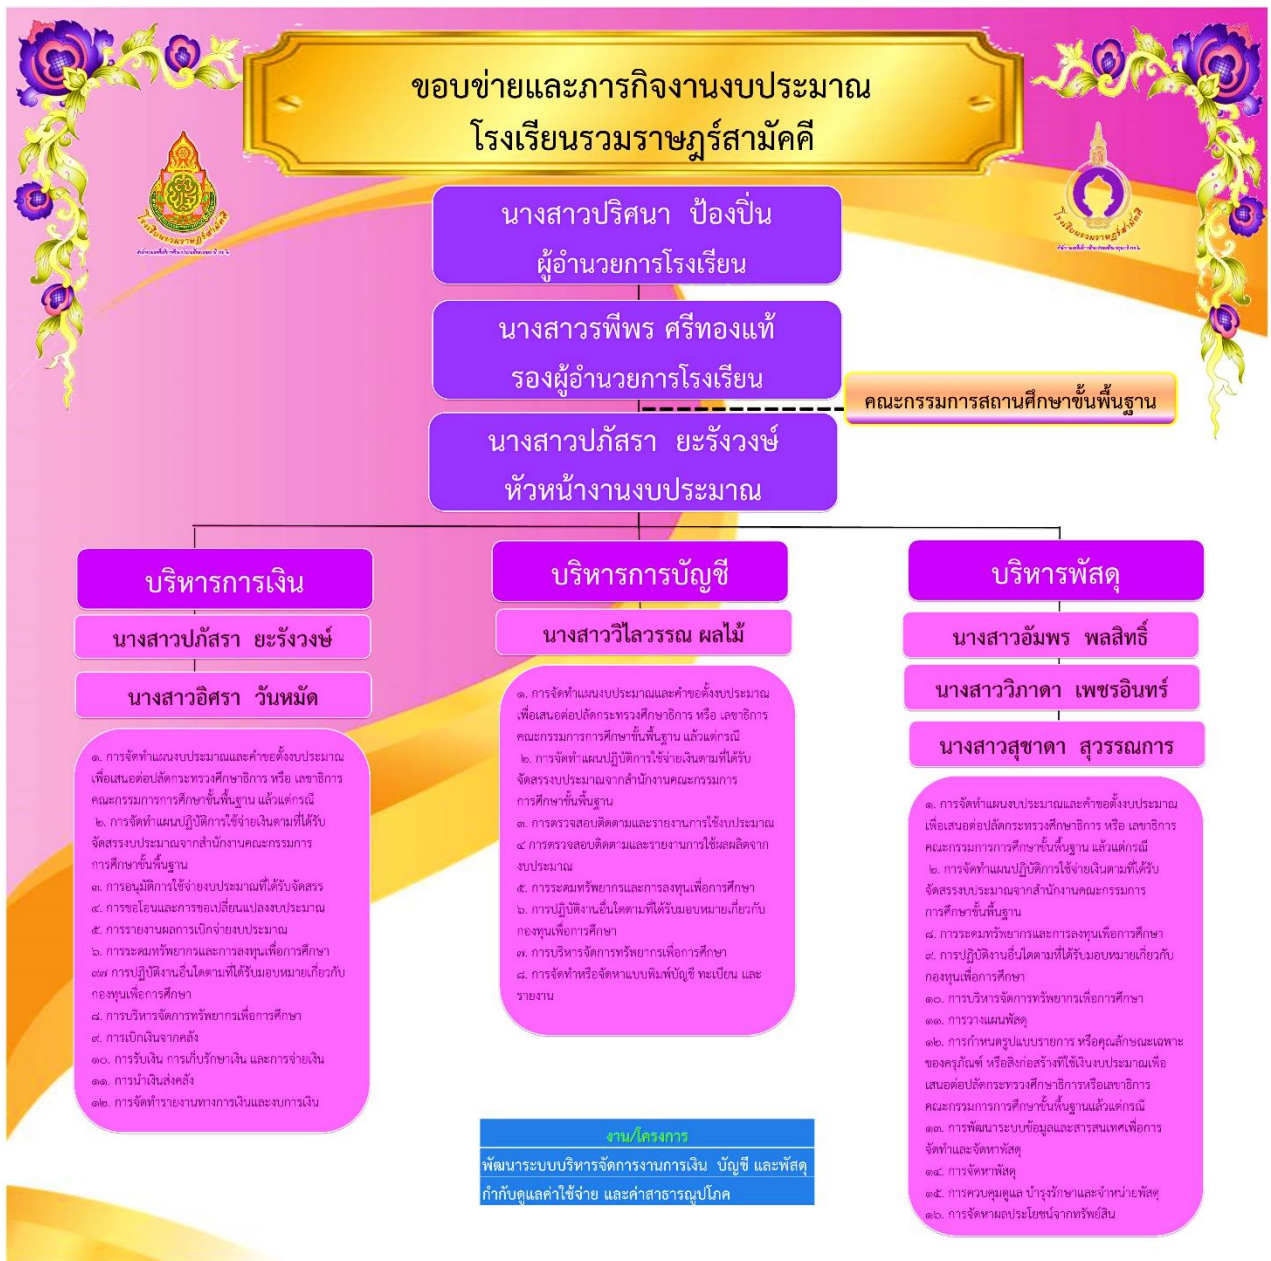 ขอบข่ายและภารกิจงานงบประมาณ
โรงเรียนรวมราษฎร์สามัคคี
โรงเรียนรวมราษฎร์สามัคคี
โรงเรียนรวมราษฎร์สามัคคี
นางสาวปริศนา ป้องปิ่น
ผู้อำนวยการโรงเรียน
นางสาวรพีพร ศรีทองแท้
รองผู้อำนวยการโรงเรียน
คณะกรรมการสถานศึกษาขั้นพื้นฐาน
นางสาวปภัสรา ยะรังวงษ์
หัวหน้างานงบประมาณ
บริหารการเงิน
นางสาวปภัสรา ยะรังวงษ์
นางสาวอิศรา วันหมัด
๑. การจัดทำแผนงบประมาณและคำขอตั้งงบประมาณ
เพื่อเสนอต่อปลัดกระทรวงศึกษาธิการ หรือ เลขาธิการ
คณะกรรมการการศึกษาขั้นพื้นฐาน แล้วแต่กรณี
๒. การจัดทำแผนปฏิบัติการใช้จ่ายเงินตามที่ได้รับ
จัดสรรงบประมาณจากสำนักงานคณะกรรมการ
การศึกษาขั้นพื้นฐาน
๓. การอนุมัติการใช้จ่ายงบประมาณที่ได้รับจัดสรร
๔. การขอโอนและการขอเปลี่ยนแปลงงบประมาณ
๕. การรายงานผลการเบิกจ่ายงบประมาณ
๖. การระดมทรัพยากรและการลงทุนเพื่อการศึกษา
๙๗ การปฏิบัติงานอื่นใดตามที่ได้รับมอบหมายเกี่ยวกับ
กองทุนเพื่อการศึกษา
๘. การบริหารจัดการทรัพยากรเพื่อการศึกษา
๙. การเบิกเงินจากคลัง
๑๐. การรับเงิน การเก็บรักษาเงิน และการจ่ายเงิน
๑๑. การนำเงินส่งคลัง
๑๒. การจัดทำรายงานทางการเงินและงบการเงิน
บริหารการบัญชี
นางสาววิไลวรรณ ผลไม้
๑. การจัดทำแผนงบประมาณและคำขอตั้งงบประมาณ
เพื่อเสนอต่อปลัดกระทรวงศึกษาธิการ หรือ เลขาธิการ
คณะกรรมการการศึกษาขั้นพื้นฐาน แล้วแต่กรณี
๒. การจัดทำแผนปฏิบัติการใช้จ่ายเงินตามที่ได้รับ
จัดสรรงบประมาณจากสำนักงานคณะกรรมการ
การศึกษาขั้นพื้นฐาน
๓. การตรวจสอบติดตามและรายงานการใช้งบประมาณ
๔ การตรวจสอบติดตามและรายงานการใช้ผลผลิตจาก
งบประมาณ
๕. การระดมทรัพยากรและการลงทุนเพื่อการศึกษา
๖. การปฏิบัติงานอื่นใดตามที่ได้รับมอบหมายเกี่ยวกับ
กองทุนเพื่อการศึกษา
๗. การบริหารจัดการทรัพยากรเพื่อการศึกษา
๘. การจัดทำหรือจัดหาแบบพิมพ์บัญชี ทะเบียน และ
รายงาน
บริหารพัสดุ
นางสาวอัมพร พลสิทธิ์
นางสาววิภาดา เพชรอินทร์
นางสาวสุชาดา สุวรรณการ
๑. การจัดทำแผนงบประมาณและคำขอตั้งงบประมาณ
เพื่อเสนอต่อปลัดกระทรวงศึกษาธิการ หรือ เลขาธิการ
คณะกรรมการการศึกษาขั้นพื้นฐาน แล้วแต่กรณี
๒. การจัดทำแผนปฏิบัติการใช้จ่ายเงินตามที่ได้รับ
จัดสรรงบประมาณจากสำนักงานคณะกรรมการ
การศึกษาขั้นพื้นฐาน
๘. การระดมทรัพยากรและการลงทุนเพื่อการศึกษา
๙. การปฏิบัติงานอื่นใดตามที่ได้รับมอบหมายเกี่ยวกับ
กองทุนเพื่อการศึกษา
๑๐. การบริหารจัดการทรัพยากรเพื่อการศึกษา
๑๑. การวางแผนพัสดุ
๑๒. การกำหนดรูปแบบรายการ หรือคุณลักษณะเฉพาะ
ของครุภัณฑ์ หรือสิ่งก่อสร้างที่ใช้เงินงบประมาณเพื่อ
เสนอต่อปลัดกระทรวงศึกษาธิการหรือเลขาธิการ
คณะกรรมการการศึกษาขั้นพื้นฐานแล้วแต่กรณี
๑๓. การพัฒนาระบบข้อมูลและสารสนเทศเพื่อการ
จัดทำและจัดหาพัสดุ
๑๔. การจัดหาพัสดุ
๑๕. การควบคุมดูแล บำรุงรักษาและจำหน่ายพัสดุ
๑๖. การจัดหาผลประโยชน์จากทรัพย์สิน
งาน/โครงการ
พัฒนาระบบบริหารจัดการงานการเงิน บัญชี และพัสดุ
กำกับดูแลค่าใช้จ่าย และค่าสาธารณูปโภค